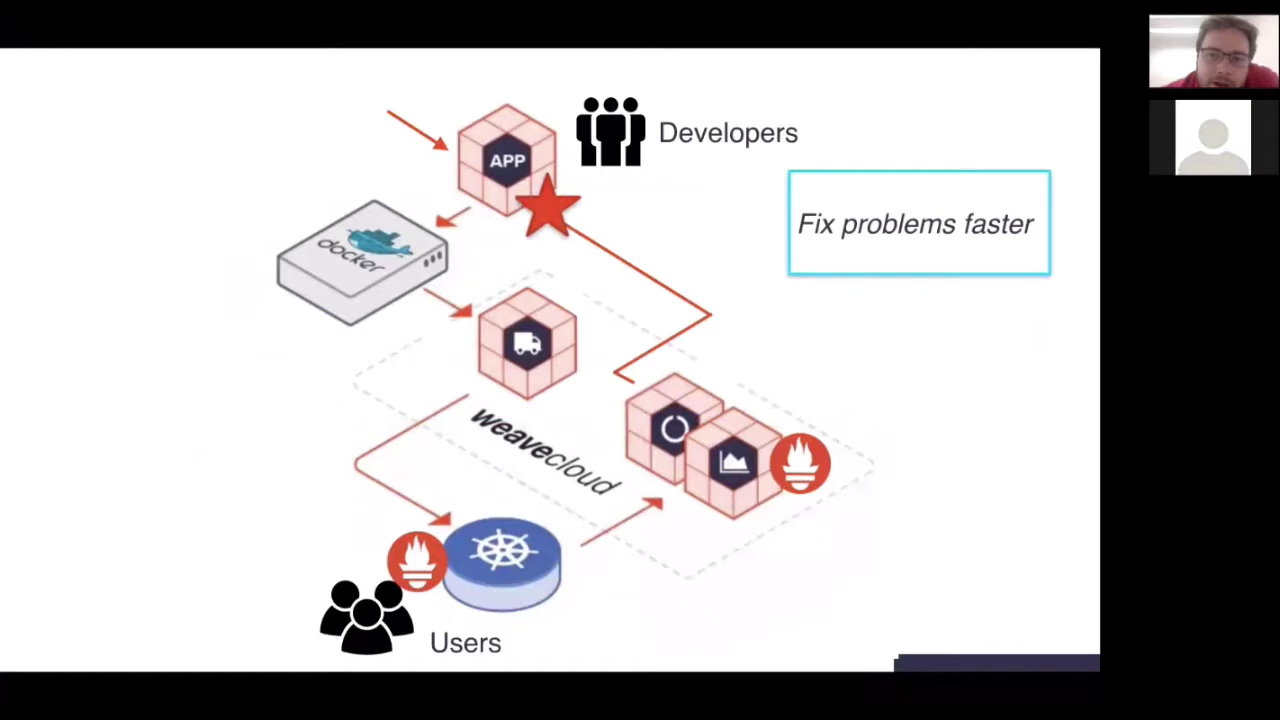 APP
Developers
Fix problems faster
docker
weavecloud
Users